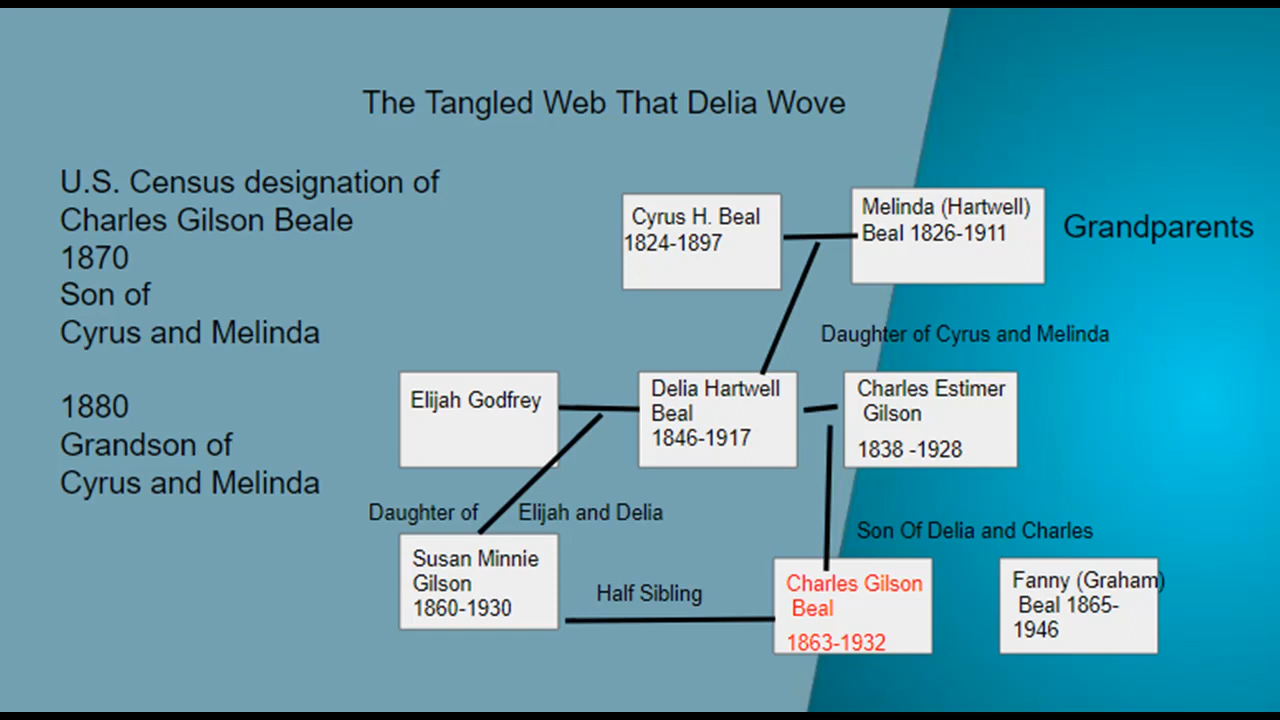 The Tangled Web That Delia Wove
U.S. Census designation of
Charles Gilson Beale
1870
Son of
Cyrus and Melinda
1880
Grandson of
Cyrus and Melinda
Cyrus H. Beal
1824-1897
Melinda (Hartwell)
Beal 1826-1911
Grandparents
Daughter of Cyrus and Melinda
Elijah Godfrey
Delia Hartwell
Beal
1846-1917
Charles Estimer
Gilson
1838 -1928
Daughter of Elijah and Delia
Son Of Delia and Charles
Susan Minnie
Gilson
1860-1930
Half Sibling
Charles Gilson
Beal
1863-1932
Fanny (Graham)
Beal 1865-
1946